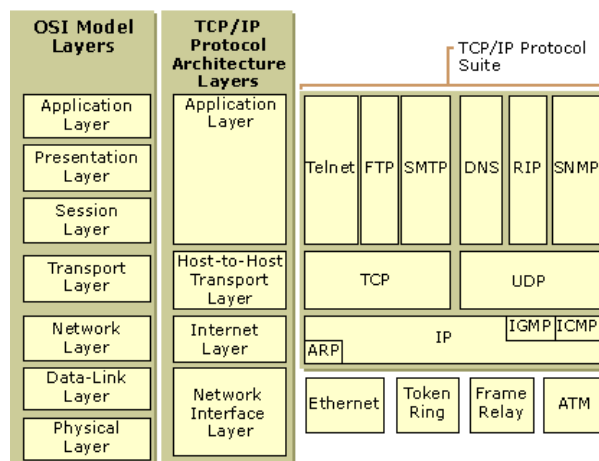 OSI Model
Layers
Application
Layer
Presentation
Layer
Session
Layer
Transport
Layer
Network
Layer
Data-Link
Layer
Physical
Layer
TCP/IP
Protocol
Architecture
Layers
Application
Layer
Host-to-Host
Transport
Layer
Internet
Layer
Network
Interface
Layer
TCP/IP Protocol
Suite
Telnet FTP SMTP DNS RIP SNMP
TCP UDP
IP IGMP ICMP
ARP
Ethernet
Token
Ring
Frame
Relay
ATM